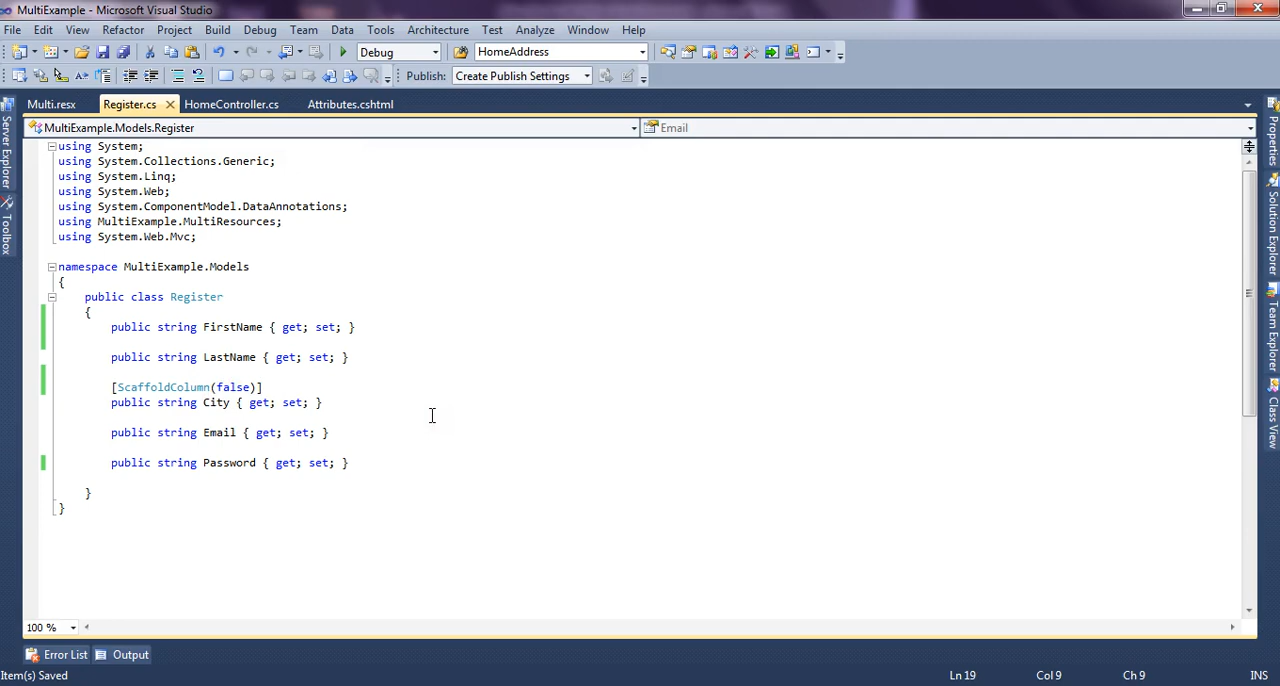 MultiExample - Microsoft Visual Studio
File Edit View Refactor Project Build Debug Team Data Tools Architecture Test Analyze Window Help
Debug HomeAddress
Publish: Create Publish Settings
Multi.resx Register.cs HomeController.cs Attributes.cshtml
MultiExample.Models.Register Email
using System;
using System.Collections.Generic;
using System.Linq;
using System.Web;
using System.ComponentModel.DataAnnotations;
using MultiExample.MultiResources;
using System.Web.Mvc;
namespace MultiExample.Models
{
public class Register
{
public string FirstName { get; set; }
public string LastName { get; set; }
[ScaffoldColumn(false)]
public string City { get; set; }
public string Email { get; set; }
public string Password { get; set; }
}
}
100 %
Error List Output
Item(s) Saved Ln 19 Col 9 Ch 9 INS
Server Explorer
Toolbox
Properties
Solution Explorer
Team Explorer
Class View